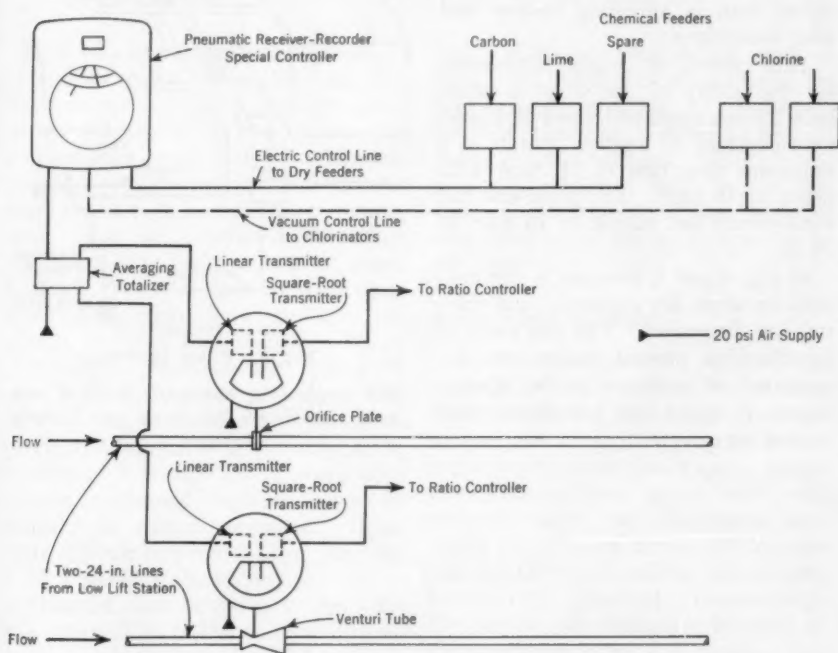 Pneumatic Receiver-Recorder
Special Controller
Chemical Feeders
Carbon
Lime
Spare
Chlorine
Electric Control Line
to Dry Feeders
Vacuum Control Line
to Chlorinators
Averaging
Totalizer
Linear Transmitter
Square-Root
Transmitter
To Ratio Controller
20 psi Air Supply
Orifice Plate
Flow
Linear Transmitter
Square-Root
Transmitter
To Ratio Controller
Two-24-in. Lines
From Low Lift Station
Venturi Tube
Flow